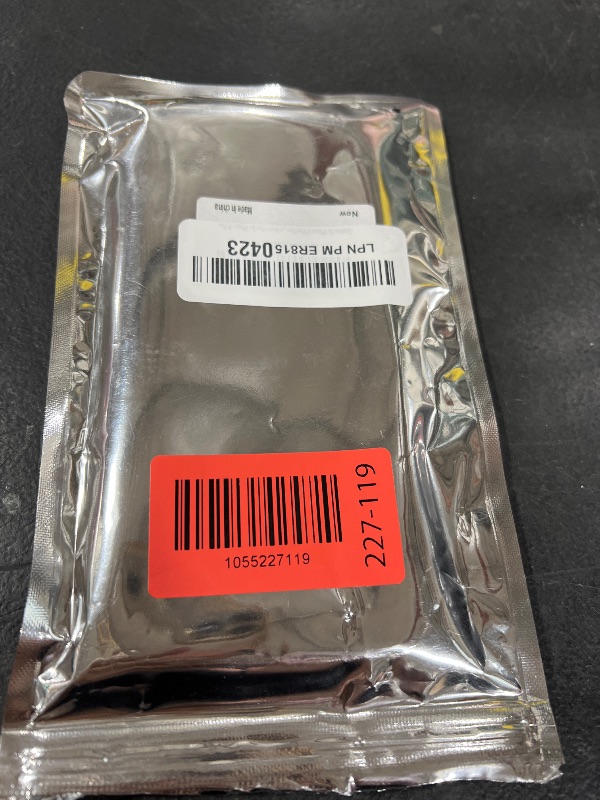 New
Made in china
LPN PM ER8150423
1055227119
227-119